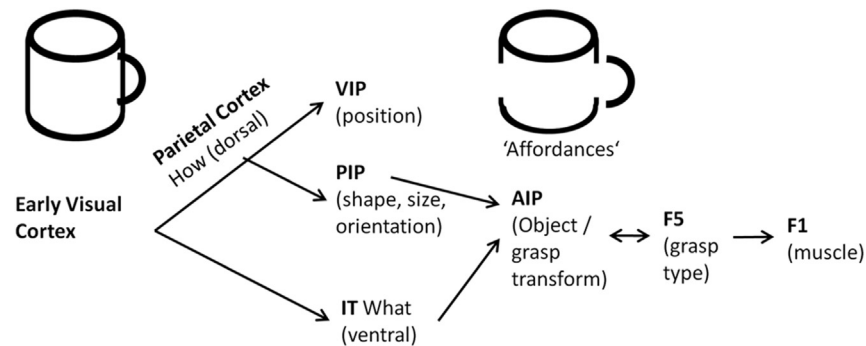 Parietal Cortex
How (dorsal)
VIP
(position)
'Affordances'
Early Visual
Cortex
PIP
(shape, size,
orientation)
AIP
(Object /
grasp
transform)
F5
(grasp
type)
F1
(muscle)
IT What
(ventral)